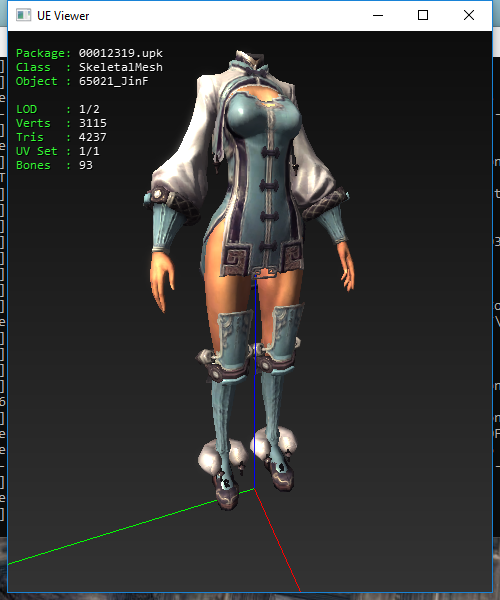 UE Viewer
Package: 00012319.upk
Class  : SkeletalMesh
Object : 65021_JinF
LOD    : 1/2
Verts  : 3115
Tris   : 4237
UV Set : 1/1
Bones  : 93